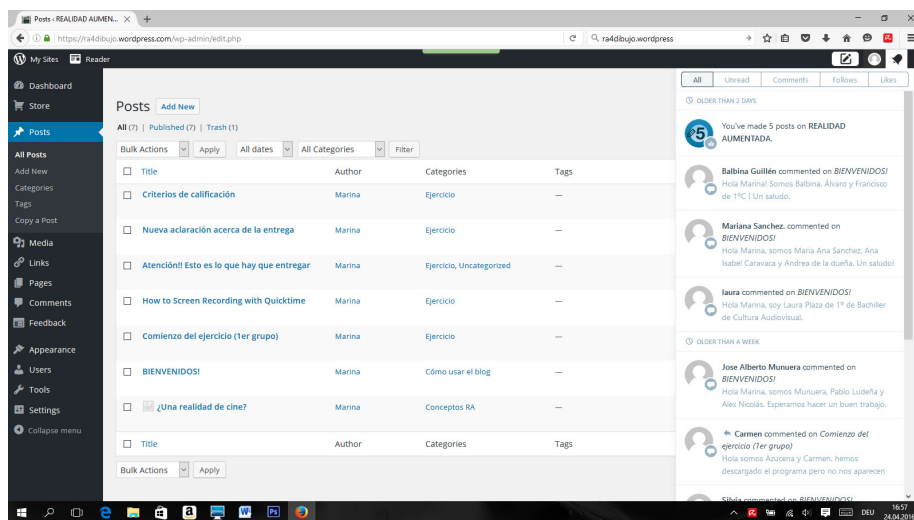 Posts ‹ REALIDAD AUMEN...
https://ra4dibujo.wordpress.com/wp-admin/edit.php
ra4dibujo.wordpress
My Sites
Reader
Dashboard
Store
Posts
All Posts
Add New
Categories
Tags
Copy a Post
Media
Links
Pages
Comments
Feedback
Appearance
Users
Tools
Settings
Collapse menu
Posts Add New
All (7) | Published (7) | Trash (1)
Bulk Actions Apply All dates All Categories Filter
Title Author Categories Tags
Criterios de calificación Marina Ejercicio —
Nueva aclaración acerca de la entrega Marina Ejercicio —
Atención!! Esto es lo que hay que entregar Marina Ejercicio, Uncategorized —
How to Screen Recording with Quicktime Marina Ejercicio —
Comienzo del ejercicio (1er grupo) Marina Ejercicio —
BIENVENIDOS! Marina Cómo usar el blog —
¿Una realidad de cine? Marina Conceptos RA —
Title Author Categories Tags
Bulk Actions Apply
All Unread Comments Follows Likes
OLDER THAN 2 DAYS
You've made 5 posts on REALIDAD
AUMENTADA.
Balbina Guillén commented on BIENVENIDOS!
Hola Marina! Somos Balbina, Álvaro y Francisco
de 1ºC ! Un saludo.
Mariana Sanchez. commented on
BIENVENIDOS!
Hola Marina, somos Maria Ana Sanchez, Ana
Isabel Caravaca y Andrea de la dueña. Un saludo!
laura commented on BIENVENIDOS!
Hola Marina, soy Laura Plaza de 1º de Bachiller
de Cultura Audiovisual.
OLDER THAN A WEEK
Jose Alberto Munuera commented on
BIENVENIDOS!
Hola Marina, somos Munuera, Pablo Ludeña y
Alex Nicolás. Esperamos hacer un buen trabajo.
Carmen commented on Comienzo del
ejercicio (1er grupo)
Hola somos Azucena y Carmen, hemos
descargado el programa pero no nos aparecen
Silvia commented on BIENVENIDOS!
DEU
16:57
24.04.2016